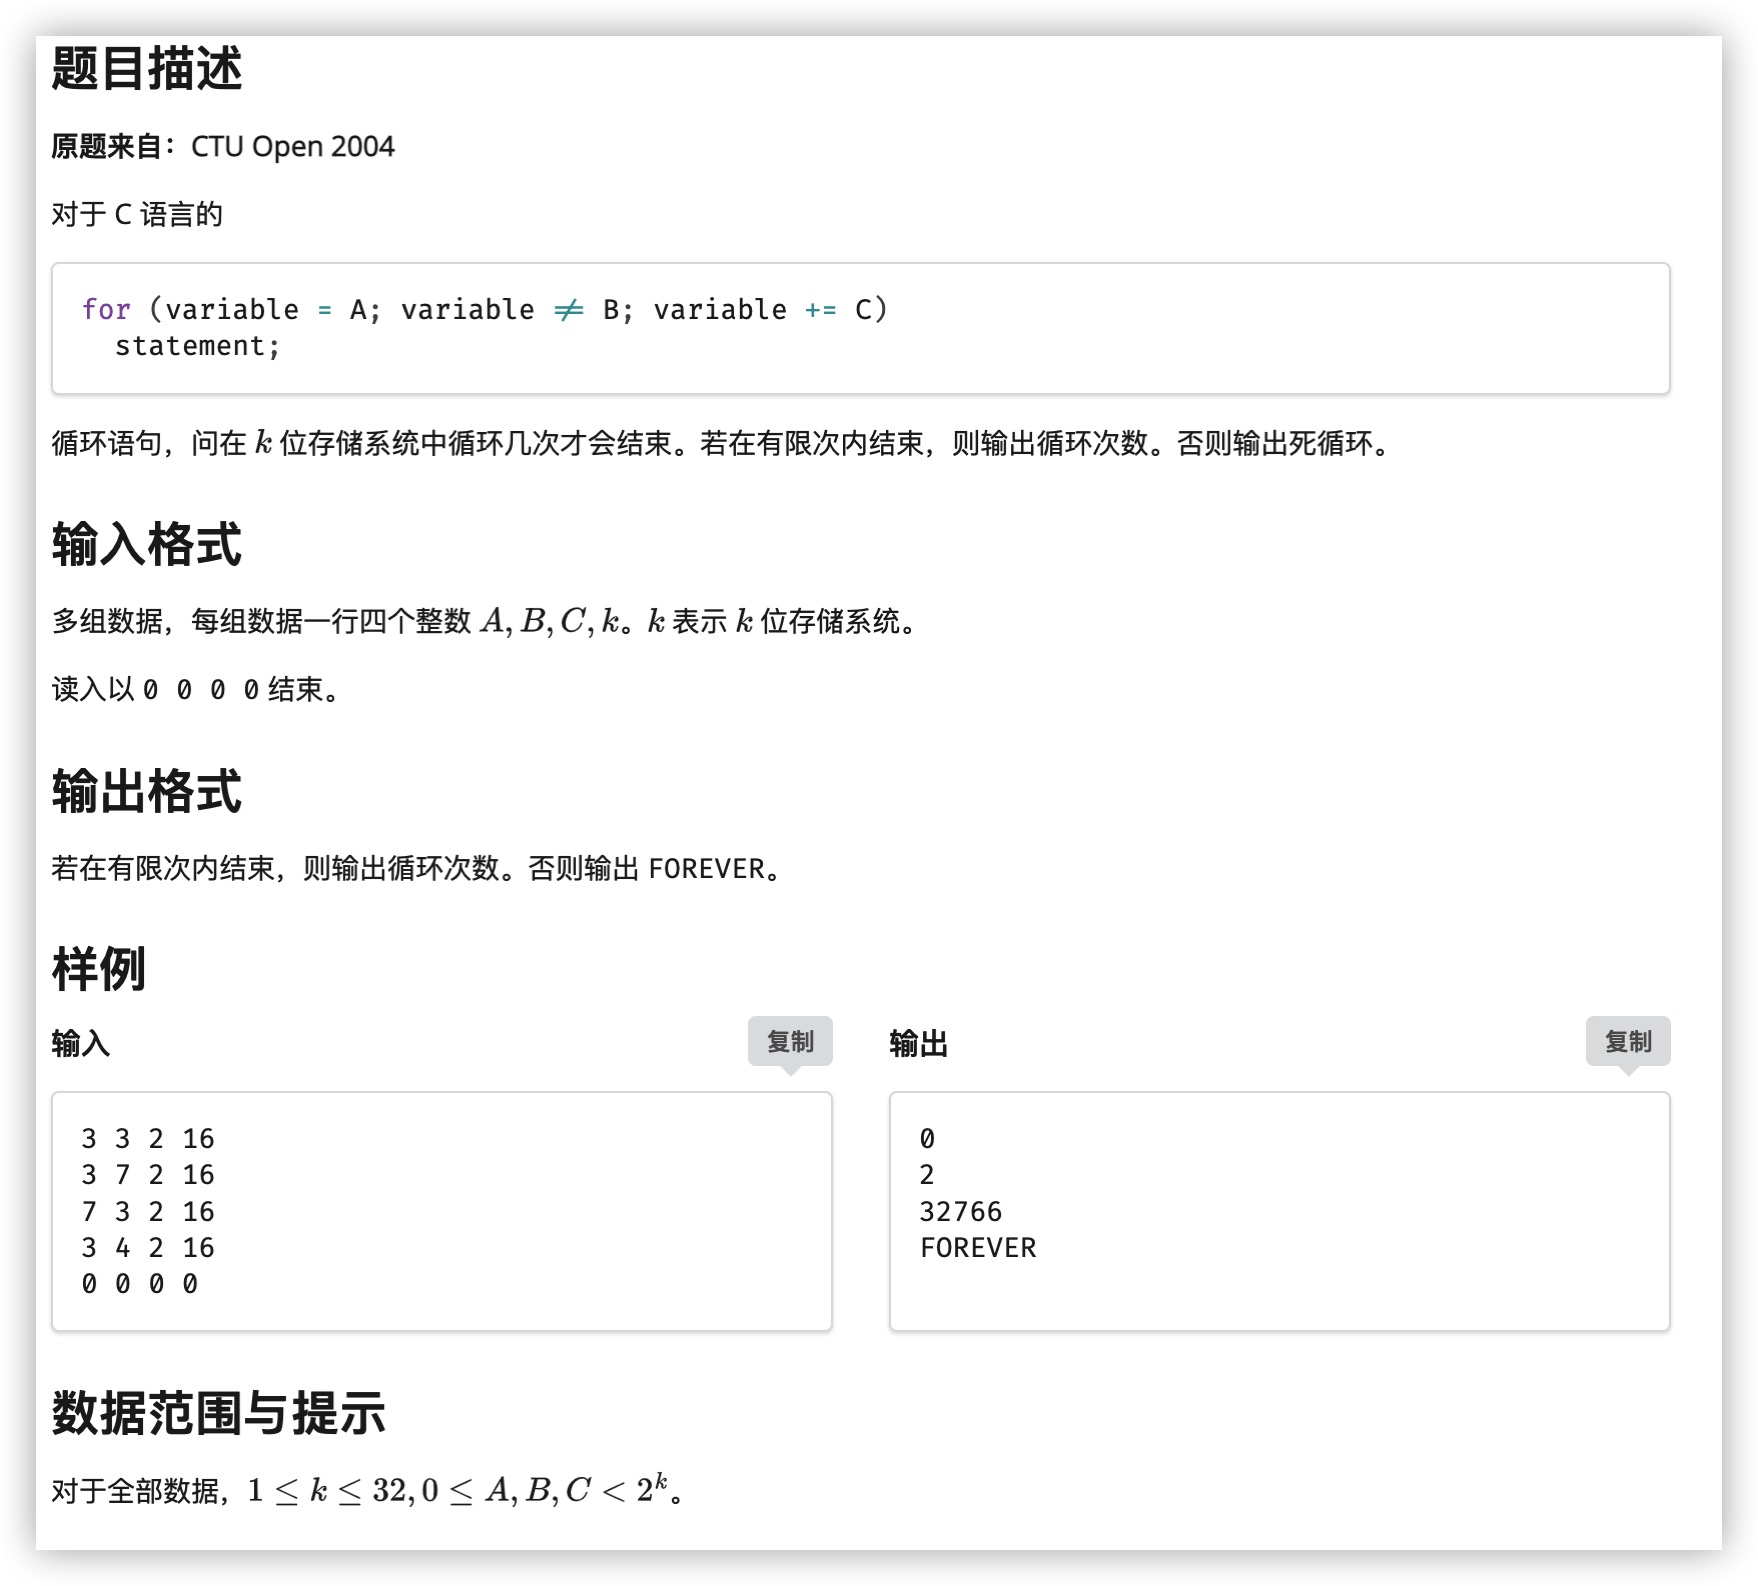 题目描述
原题来自：CTU Open 2004
对于 C 语言的
for (variable = A; variable ≠ B; variable += C)
statement;
循环语句，问在 k 位存储系统中循环几次才会结束。若在有限次内结束，则输出循环次数。否则输出死循环。
输入格式
多组数据，每组数据一行四个整数 A, B, C, k。k 表示 k 位存储系统。
读入以 0 0 0 0 结束。
输出格式
若在有限次内结束，则输出循环次数。否则输出 FOREVER。
样例
输入 复制
3 3 2 16
3 7 2 16
7 3 2 16
3 4 2 16
0 0 0 0
输出 复制
0
2
32766
FOREVER
数据范围与提示
对于全部数据，1 ≤ k ≤ 32, 0 ≤ A, B, C < 2^k。